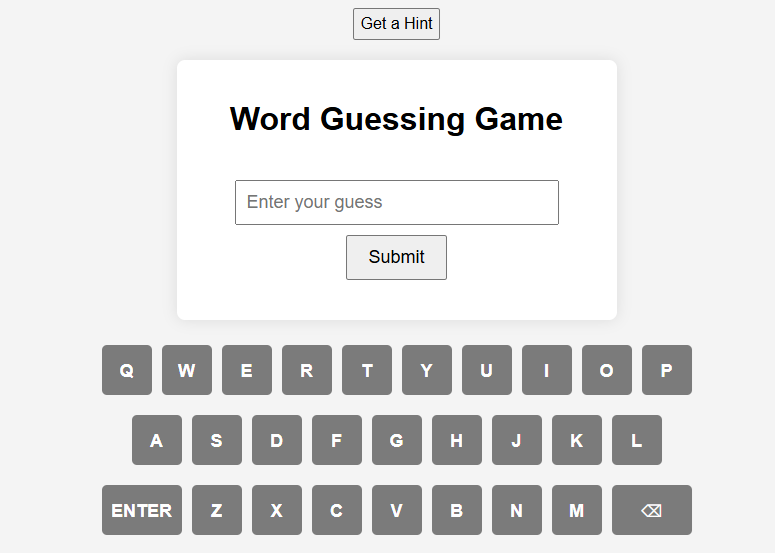 Get a Hint
Word Guessing Game
Enter your guess
Submit
Q W E R T Y U I O P
A S D F G H J K L
ENTER Z X C V B N M ⌫